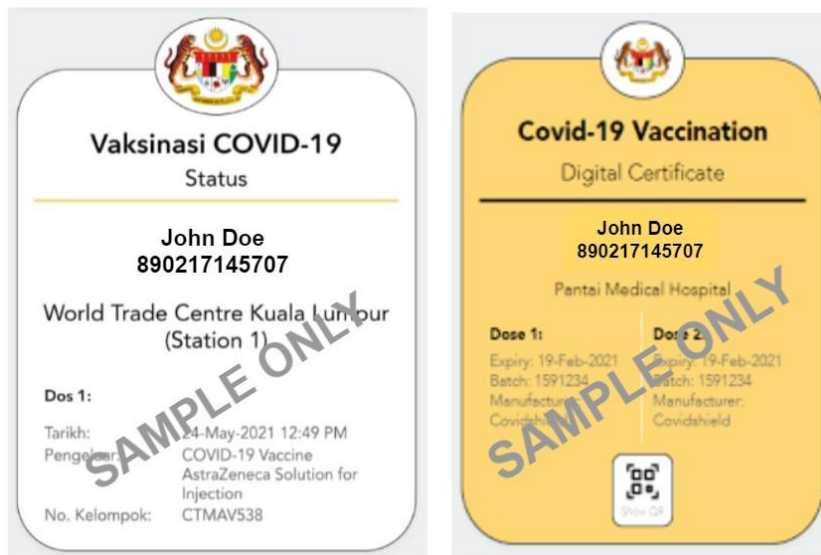 Vaksinasi COVID-19
Status
John Doe
890217145707
World Trade Centre Kuala Lumpur
(Station 1)
Dos 1:
Tarikh: 24-May-2021 12:49 PM
Pengeluar: COVID-19 Vaccine
AstraZeneca Solution for
Injection
No. Kelompok: CTMAV538
SAMPLE ONLY
Covid-19 Vaccination
Digital Certificate
John Doe
890217145707
Pantai Medical Hospital
Dose 1:
Expiry: 19-Feb-2021
Batch: 1591234
Manufacturer:
Covidshield
Dose 2:
Expiry: 19-Feb-2021
Batch: 1591234
Manufacturer:
Covidshield
Show QR
SAMPLE ONLY